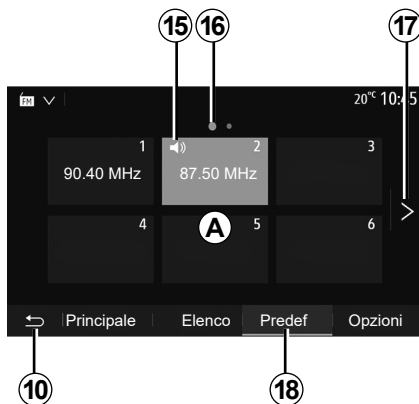 15 16 17
FM 20°C 10:45
1 2 3
90.40 MHz 87.50 MHz
4 A 5 6
Principale Elenco Predef Opzioni
10 18